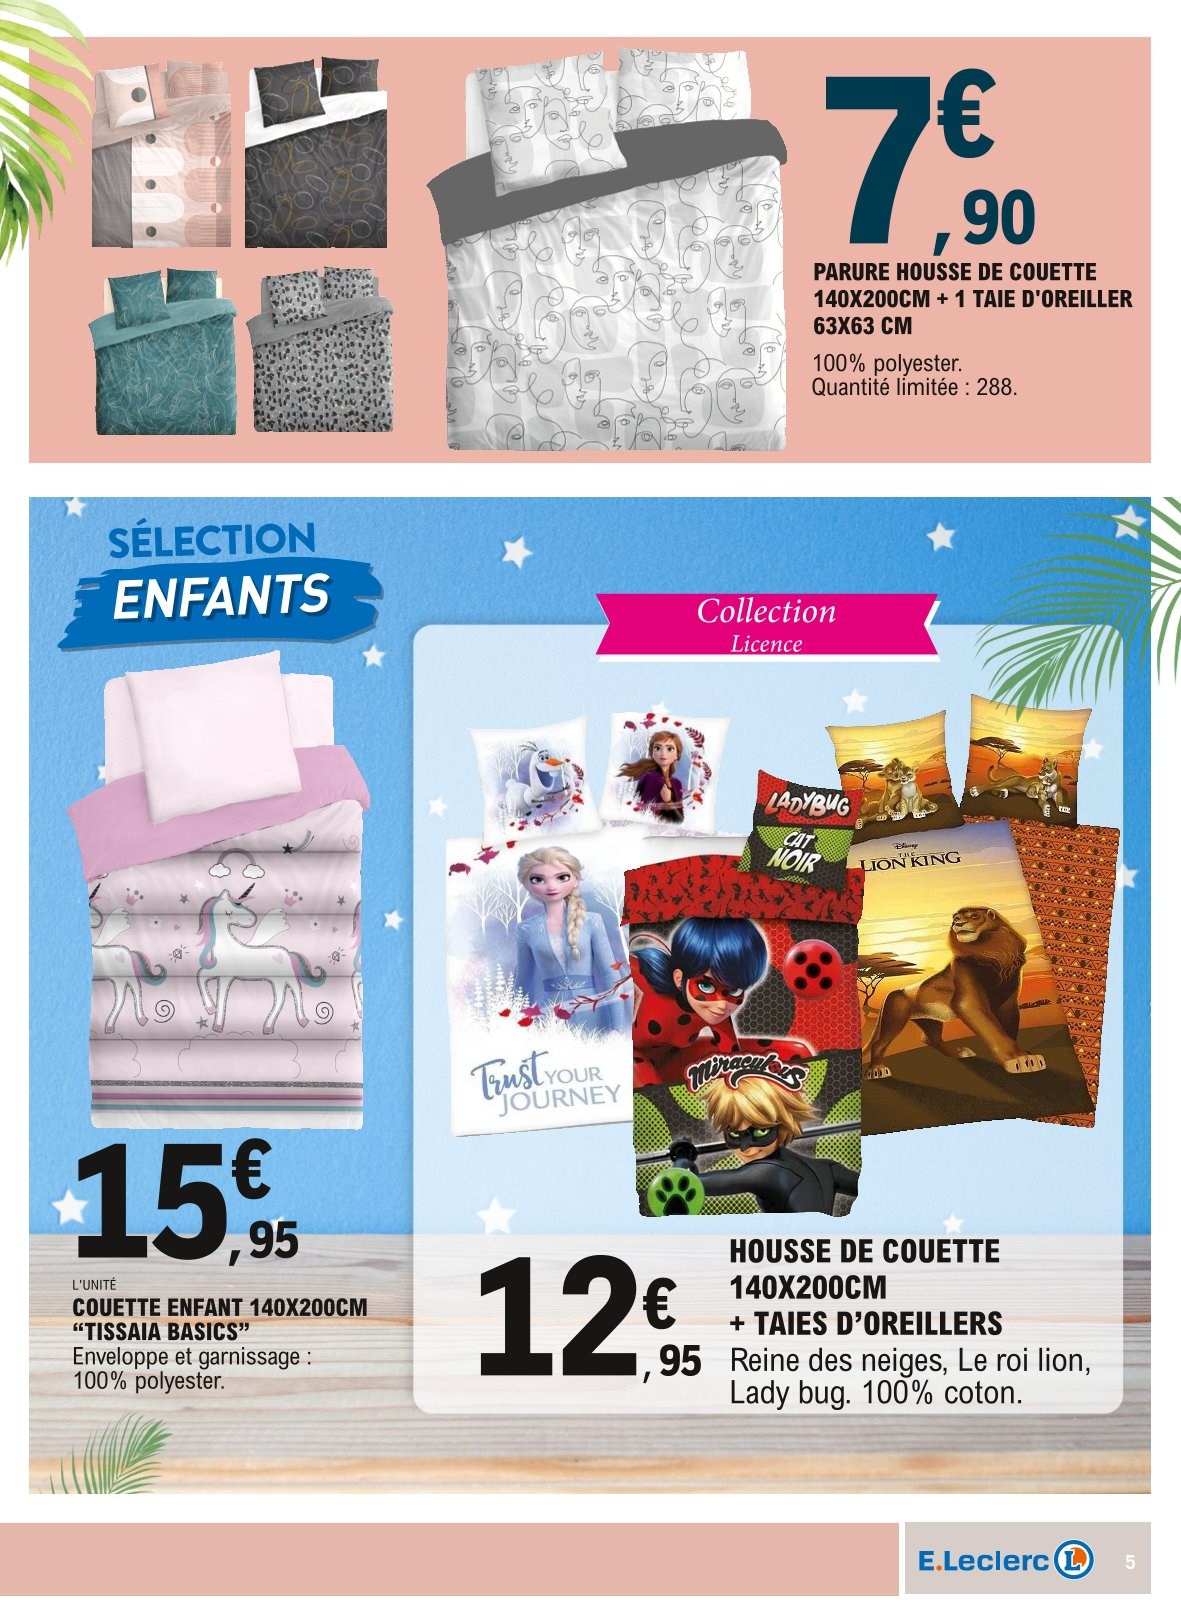 7€,90
PARURE HOUSSE DE COUETTE
140X200CM + 1 TAIE D'OREILLER
63X63 CM
100% polyester.
Quantité limitée : 288.
SÉLECTION
ENFANTS
Collection
Licence
LADYBUG
CAT
NOIR
Disney
THE
LION KING
Trust YOUR
JOURNEY
Miraculous
15€,95
L'UNITÉ
COUETTE ENFANT 140X200CM
“TISSAIA BASICS”
Enveloppe et garnissage :
100% polyester.
12€,95
HOUSSE DE COUETTE
140X200CM
+ TAIES D’OREILLERS
Reine des neiges, Le roi lion,
Lady bug. 100% coton.
E.Leclerc L
5